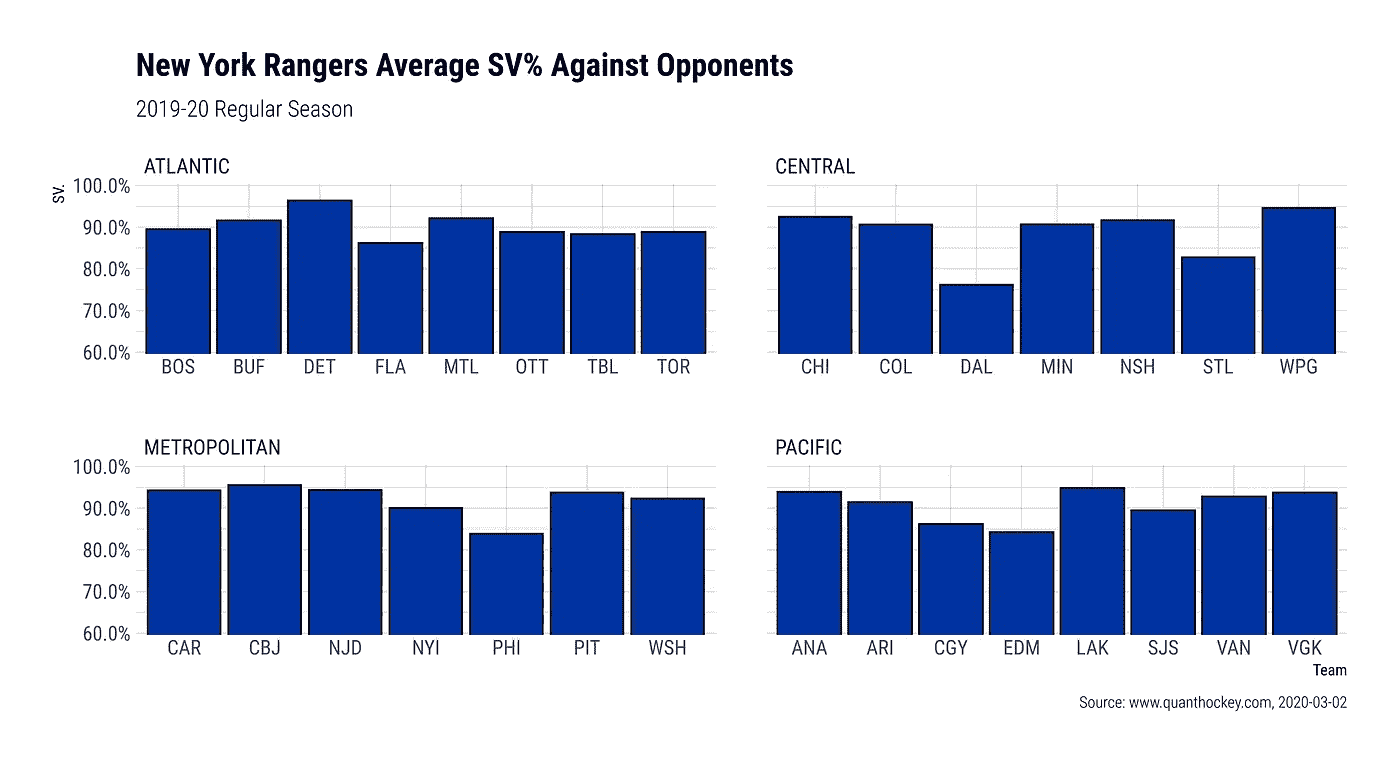 New York Rangers Average SV% Against Opponents
2019-20 Regular Season
ATLANTIC
SV.
100.0%
90.0%
80.0%
70.0%
60.0%
BOS BUF DET FLA MTL OTT TBL TOR
CENTRAL
CHI COL DAL MIN NSH STL WPG
METROPOLITAN
100.0%
90.0%
80.0%
70.0%
60.0%
CAR CBJ NJD NYI PHI PIT WSH
PACIFIC
ANA ARI CGY EDM LAK SJS VAN VGK
Team
Source: www.quanthockey.com, 2020-03-02